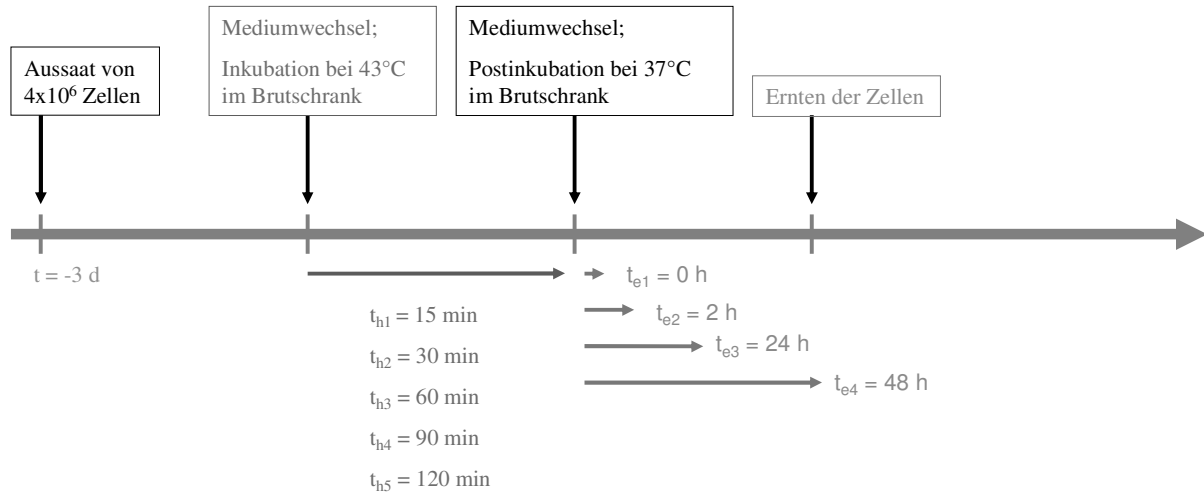 Aussaat von
4x10⁶ Zellen
Mediumwechsel;
Inkubation bei 43°C
im Brutschrank
Mediumwechsel;
Postinkubation bei 37°C
im Brutschrank
Ernten der Zellen
t = -3 d
t_h1 = 15 min
t_h2 = 30 min
t_h3 = 60 min
t_h4 = 90 min
t_h5 = 120 min
t_e1 = 0 h
t_e2 = 2 h
t_e3 = 24 h
t_e4 = 48 h